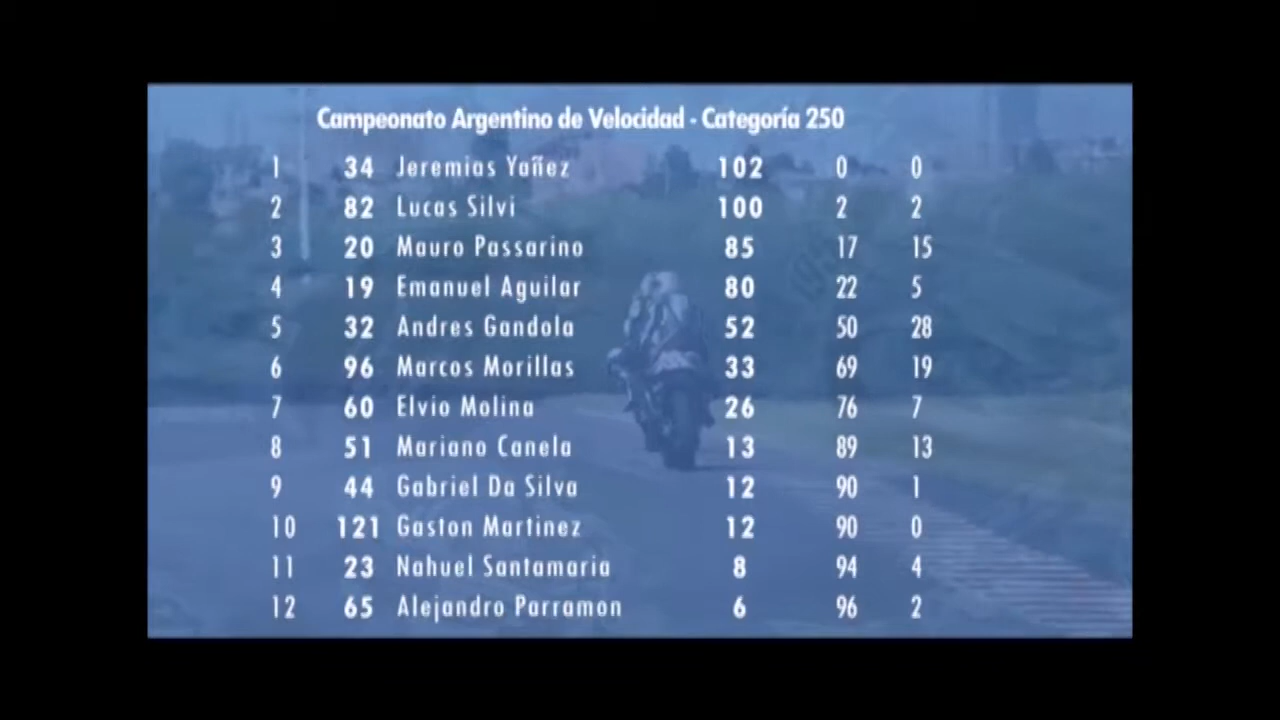 Campeonato Argentino de Velocidad - Categoría 250
1 34 Jeremias Yañez 102 0 0
2 82 Lucas Silvi 100 2 2
3 20 Mauro Passarino 85 17 15
4 19 Emanuel Aguilar 80 22 5
5 32 Andres Gandola 52 50 28
6 96 Marcos Morillas 33 69 19
7 60 Elvio Molina 26 76 7
8 51 Mariano Canela 13 89 13
9 44 Gabriel Da Silva 12 90 1
10 121 Gaston Martinez 12 90 0
11 23 Nahuel Santamaria 8 94 4
12 65 Alejandro Parramon 6 96 2